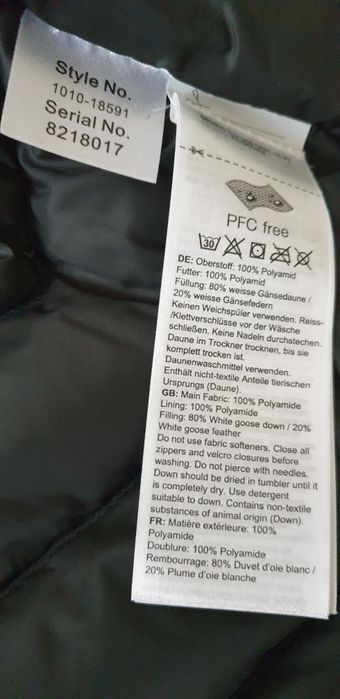 Style No.
1010-18591
Serial No.
8218017
PFC free
30
DE: Oberstoff: 100% Polyamid
Futter: 100% Polyamid
Füllung: 80% weisse Gänsedaune /
20% weisse Gänsefedern
Keinen Weichspüler verwenden. Reiss-
/Klettverschlüsse vor der Wäsche
schließen. Keine Nadeln durchstechen.
Daune im Trockner trocknen, bis sie
komplett trocken ist.
Daunenwaschmittel verwenden.
Enthält nicht-textile Anteile tierischen
Ursprungs (Daune).
GB: Main Fabric: 100% Polyamide
Lining: 100% Polyamide
Filling: 80% White goose down / 20%
White goose feather
Do not use fabric softeners. Close all
zippers and velcro closures before
washing. Do not pierce with needles.
Down should be dried in tumbler until it
is completely dry. Use detergent
suitable to down. Contains non-textile
substances of animal origin (Down).
FR: Matière extérieure: 100%
Polyamide
Doublure: 100% Polyamide
Rembourrage: 80% Duvet d'oie blanc /
20% Plume d'oie blanche